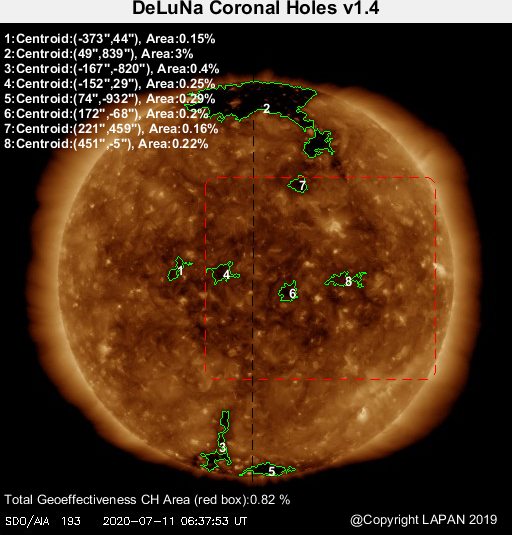 DeLuNa Coronal Holes v1.4
1:Centroid:(-373",44"), Area:0.15%
2:Centroid:(49",839"), Area:3%
3:Centroid:(-167",-820"), Area:0.4%
4:Centroid:(-152",29"), Area:0.25%
5:Centroid:(74",-932"), Area:0.29%
6:Centroid:(172",-68"), Area:0.2%
7:Centroid:(221",459"), Area:0.16%
8:Centroid:(451",-5"), Area:0.22%
2
7
1
4
6
8
3
5
Total Geoeffectiveness CH Area (red box):0.82 %
SDO/AIA 193 2020-07-11 06:37:53 UT
@Copyright LAPAN 2019